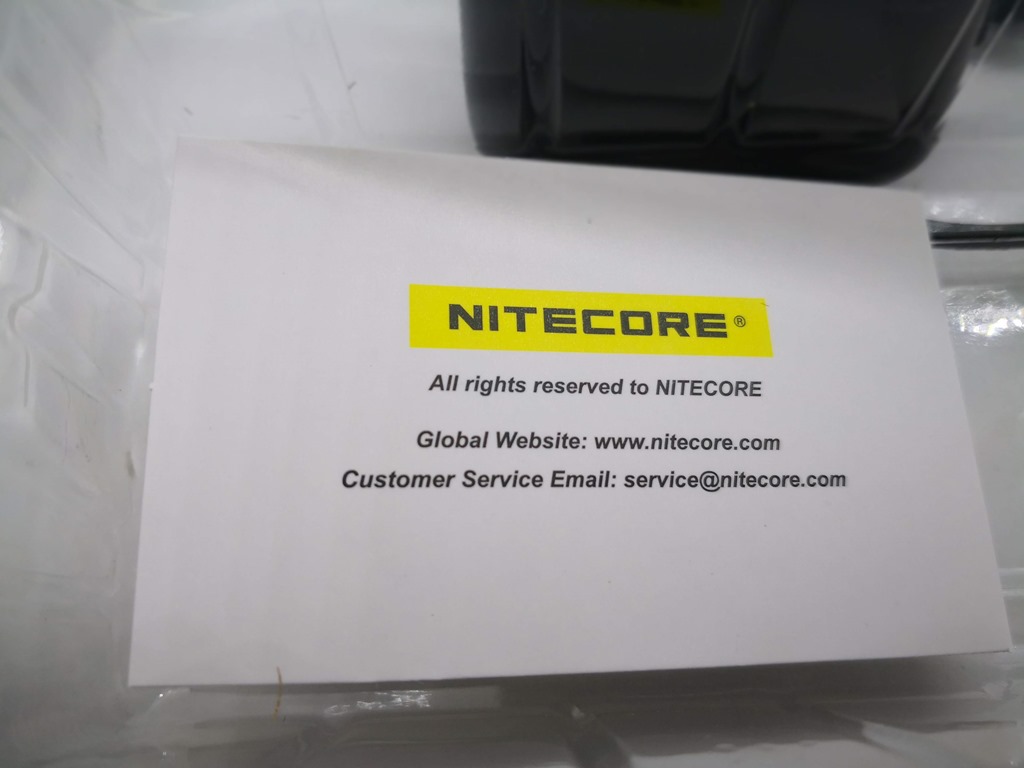 NITECORE®
All rights reserved to NITECORE
Global Website: www.nitecore.com
Customer Service Email: service@nitecore.com